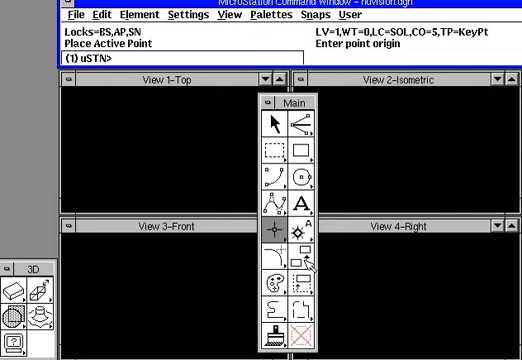 MicroStation Command Window - nuvision.dgn
File Edit Element Settings View Palettes Snaps User
Locks=BS,AP,SN LV=1,WT=0,LC=SOL,CO=5,TP=KeyPt
Place Active Point Enter point origin
(1) uSTN>
View 1-Top View 2-Isometric
Main
A
A
View 3-Front View 4-Right
3D
?